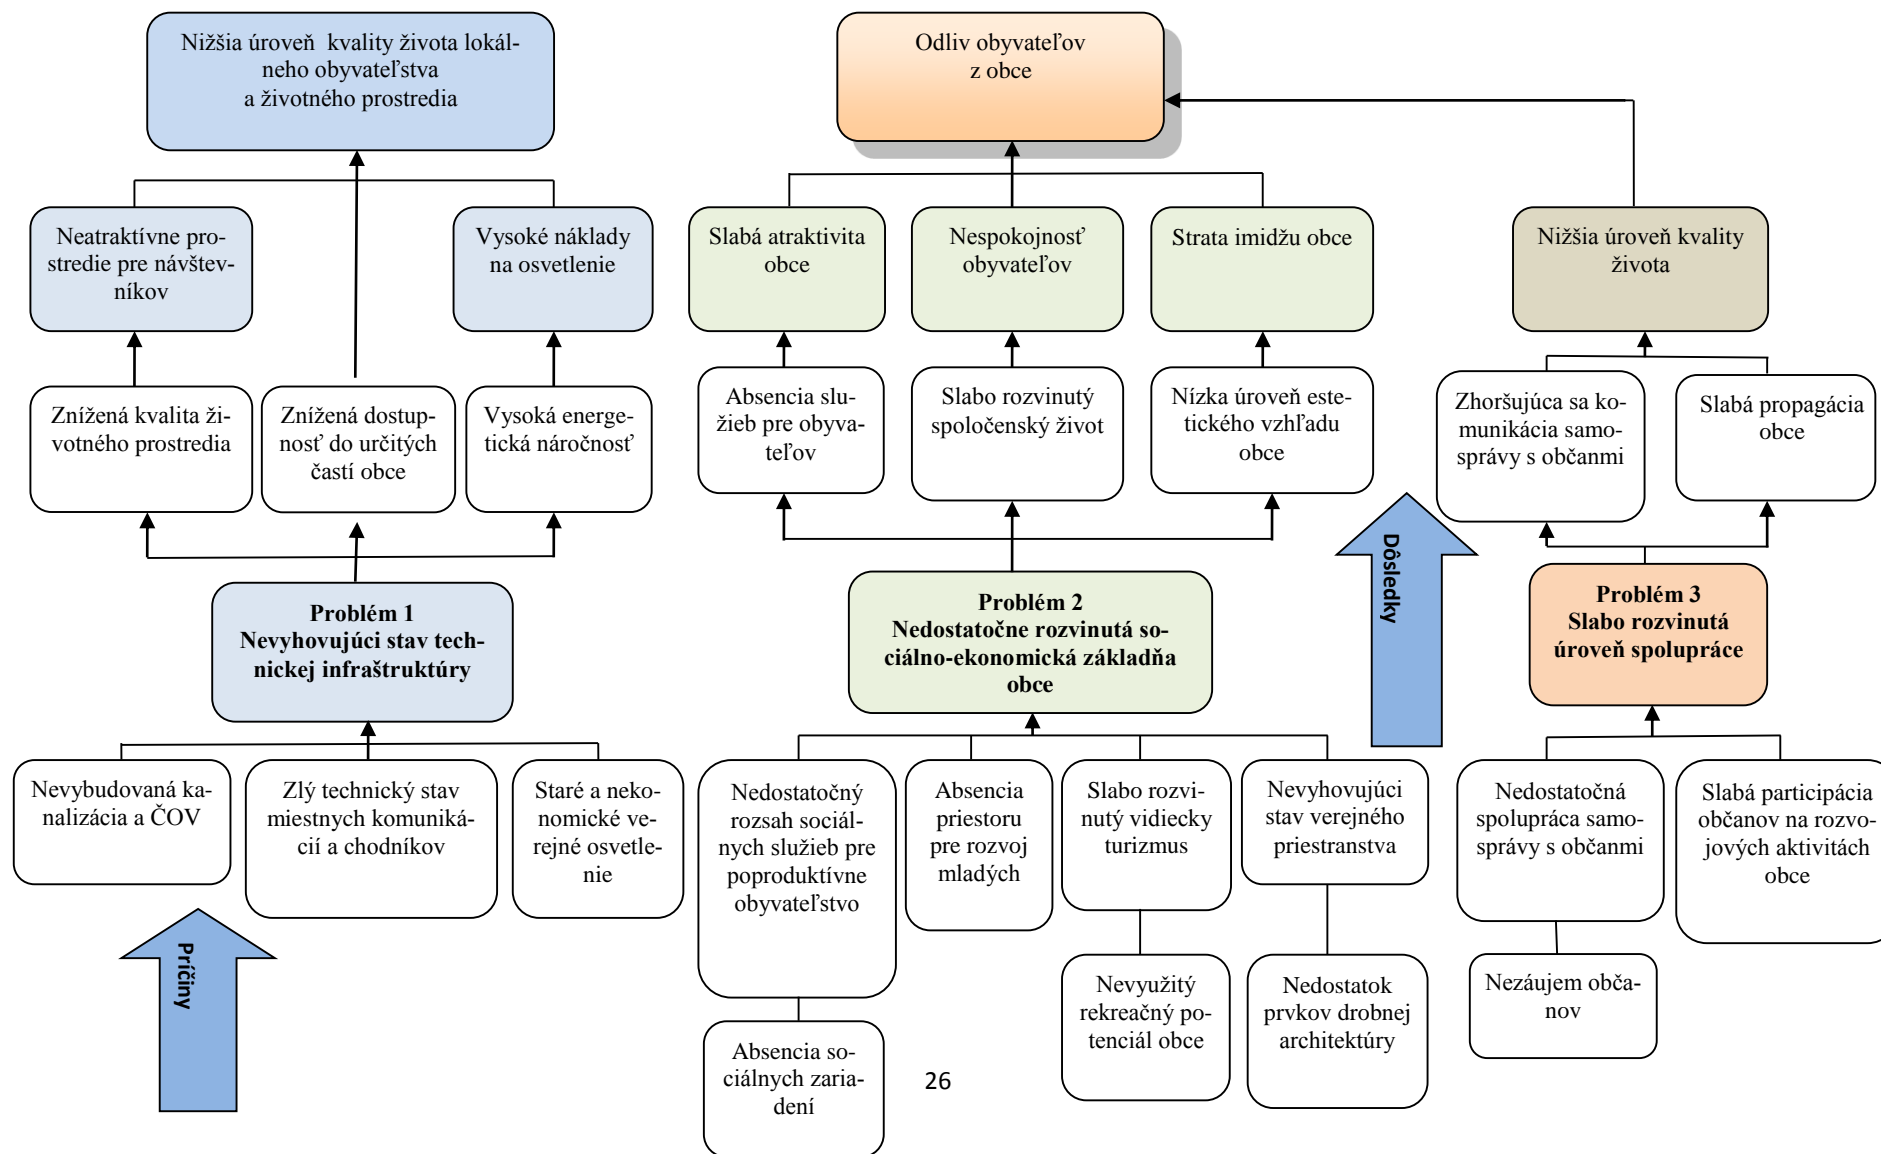 Nižšia úroveň kvality života loká-
lneho obyvateľstva
a životného prostredia
Odliv obyvateľov
z obce
Neatraktívne pro-
stredie pre návštev-
níkov
Vysoké náklady
na osvetlenie
Slabá atraktivita
obce
Nespokojnosť
obyvateľov
Strata imidžu obce
Nižšia úroveň kvality
života
Znížená kvalita ži-
votného prostredia
Znížená dostup-
nosť do určitých
častí obce
Vysoká energe-
tická náročnosť
Absencia slu-
žieb pre obyva-
teľov
Slabo rozvinutý
spoločenský život
Nízka úroveň este-
tického vzhľadu
obce
Zhoršujúca sa ko-
munikácia samo-
správy s občanmi
Slabá propagácia
obce
Dôsledky
Problém 1
Nevyhovujúci stav tech-
nickej infraštruktúry
Problém 2
Nedostatočne rozvinutá so-
ciálno-ekonomická základňa
obce
Problém 3
Slabo rozvinutá
úroveň spolupráce
Nevybudovaná ka-
nalizácia a ČOV
Zlý technický stav
miestnych komuniká-
cií a chodníkov
Staré a neko-
nomické ve-
rejné osvetle-
nie
Nedostatočný
rozsah sociál-
nych služieb pre
poproduktívne
obyvateľstvo
Absencia
priestoru
pre rozvoj
mladých
Slabo rozvi-
nutý vidiecky
turizmus
Nevyhovujúci
stav verejného
priestranstva
Nedostatočná
spolupráca samo-
správy s občanmi
Slabá participácia
občanov na rozvo-
jových aktivitách
obce
Príčiny
Absencia so-
ciálnych zaria-
dení
Nevyužitý
rekreačný po-
tenciál obce
Nedostatok
prvkov drobnej
architektúry
Nezáujem obča-
nov
26